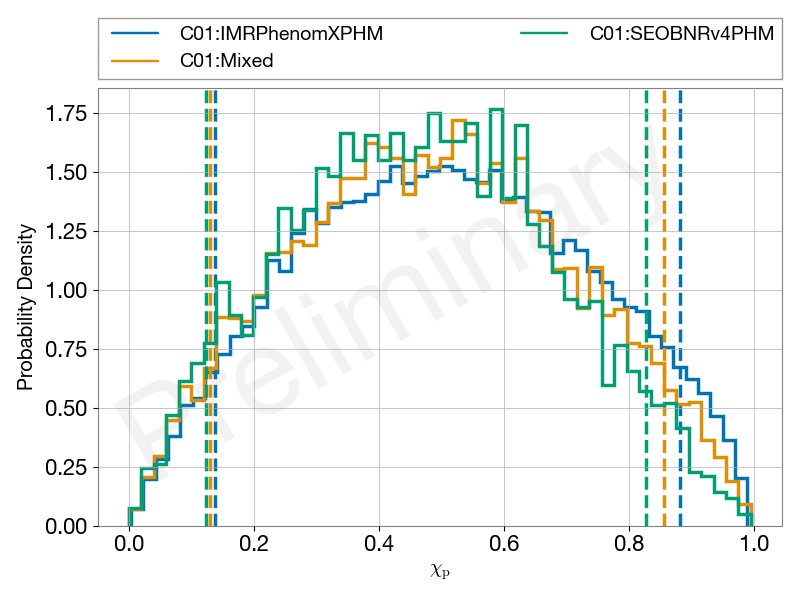 C01:IMRPhenomXPHM
C01:Mixed
C01:SEOBNRv4PHM
Preliminary
Probability Density
1.75
1.50
1.25
1.00
0.75
0.50
0.25
0.00
0.0 0.2 0.4 0.6 0.8 1.0
χp